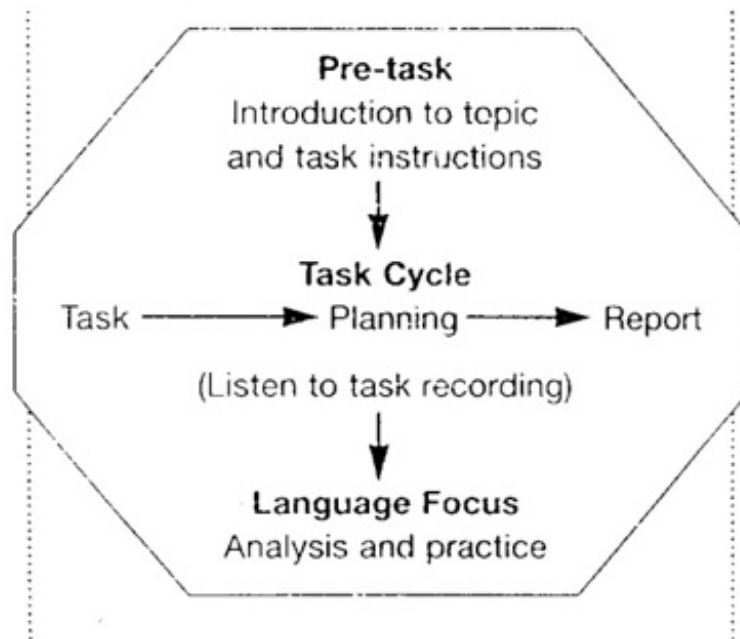 Pre-task
Introduction to topic
and task instructions
Task Cycle
Task Planning Report
(Listen to task recording)
Language Focus
Analysis and practice